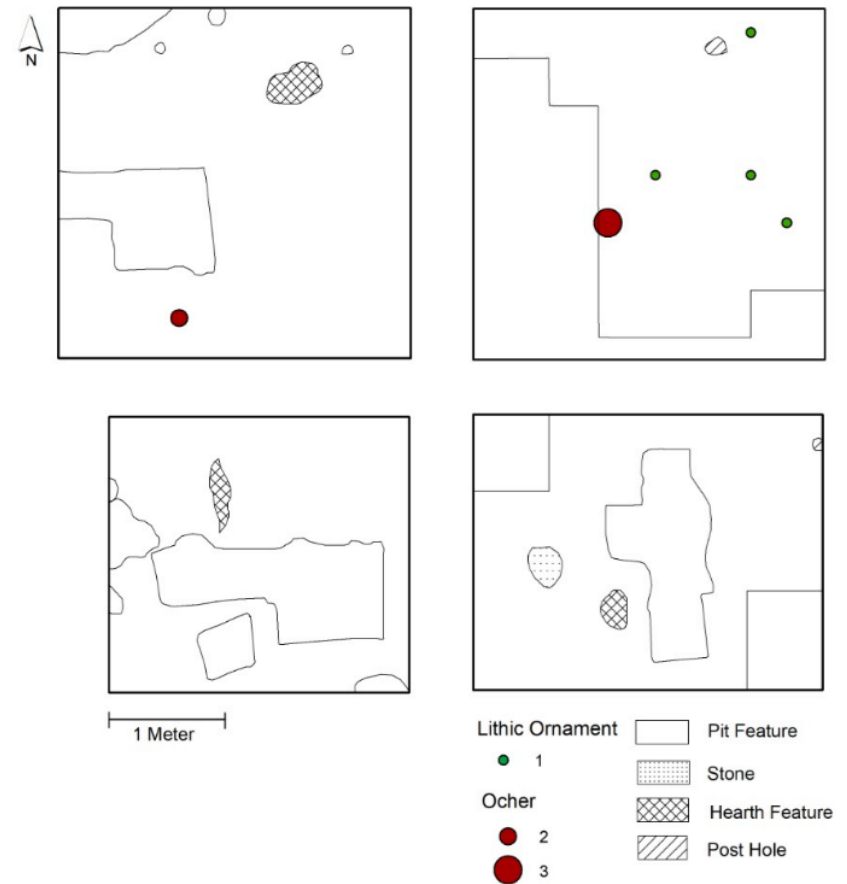 N
1 Meter
Lithic Ornament
1
Ocher
2
3
Pit Feature
Stone
Hearth Feature
Post Hole